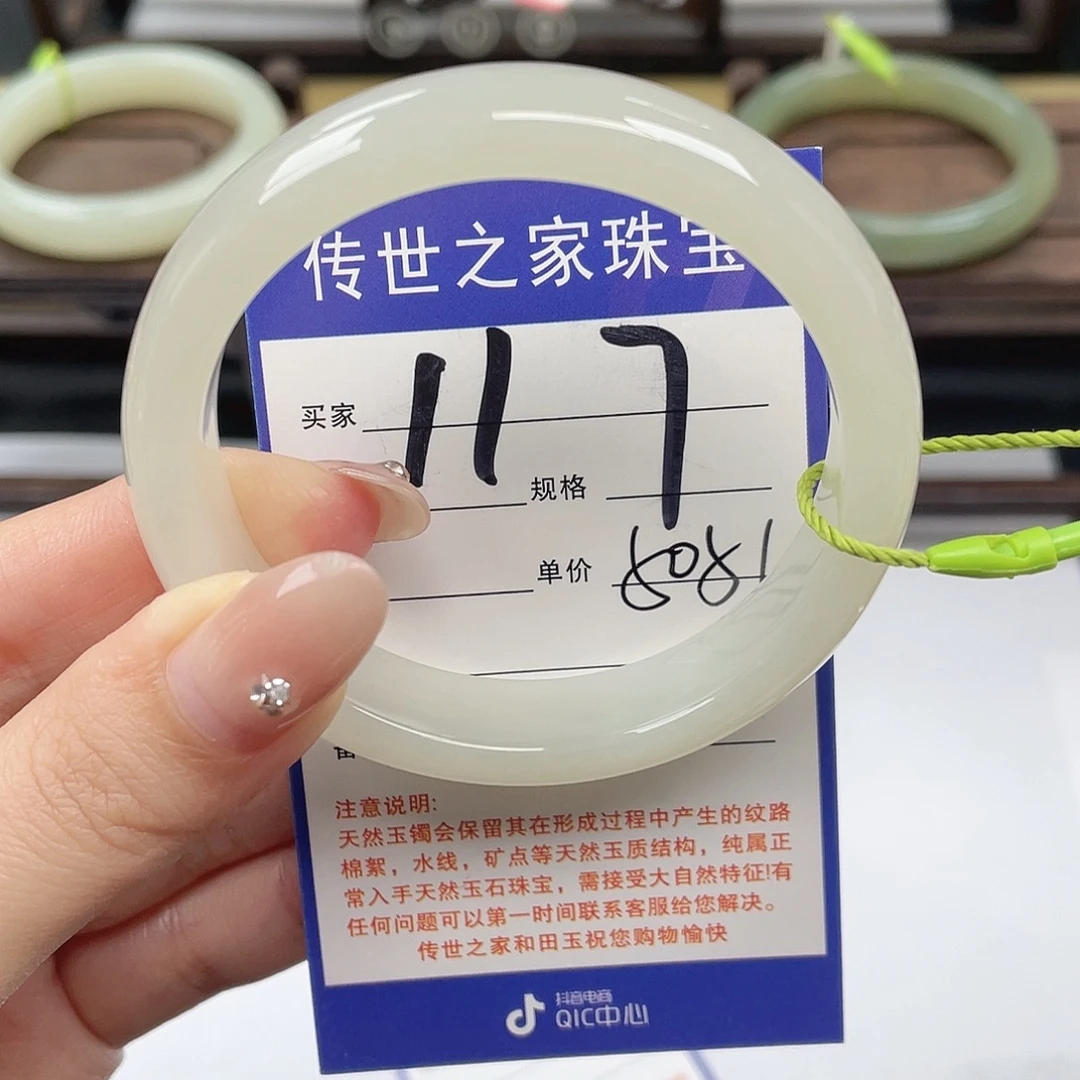 传世之家珠宝
买家 117
规格
单价 8081
注意说明:
天然玉镯会保留其在形成过程中产生的纹路
棉絮，水线，矿点等天然玉质结构，纯属正
常入手天然玉石珠宝，需接受大自然特征!有
任何问题可以第一时间联系客服给您解决。
传世之家和田玉祝您购物愉快
抖音电商
QIC中心